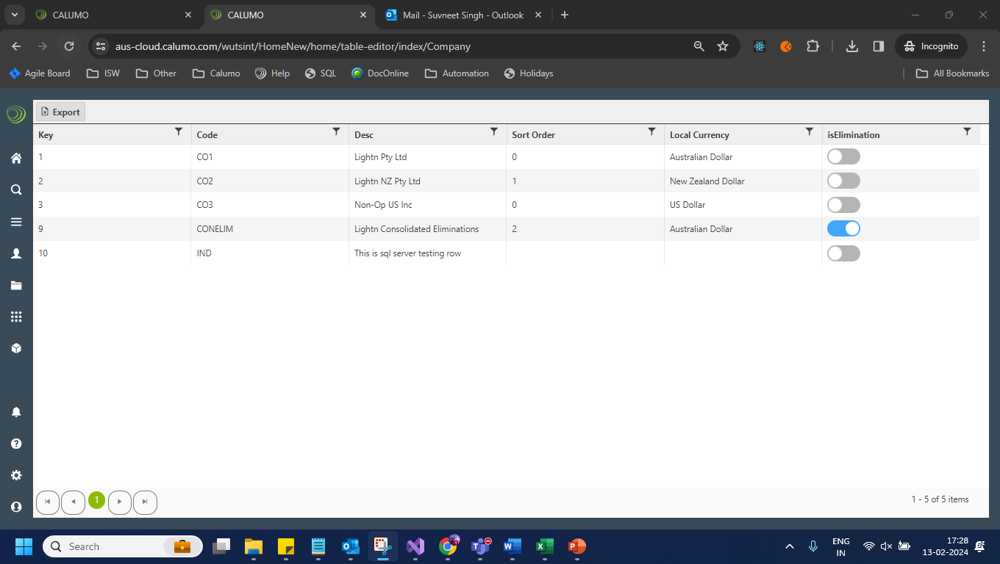 CALUMO
CALUMO
Mail - Suvneet Singh - Outlook
aus-cloud.calumo.com/wutsint/HomeNew/home/table-editor/index/Company
Incognito
Agile Board ISW Other Calumo Help SQL DocOnline Automation Holidays All Bookmarks
Export
Key Code Desc Sort Order Local Currency isElimination
1 CO1 Lightn Pty Ltd 0 Australian Dollar
2 CO2 Lightn NZ Pty Ltd 1 New Zealand Dollar
3 CO3 Non-Op US Inc 0 US Dollar
9 CONELIM Lightn Consolidated Eliminations 2 Australian Dollar
10 IND This is sql server testing row
1
1 - 5 of 5 items
Search
ENG
IN
17:28
13-02-2024